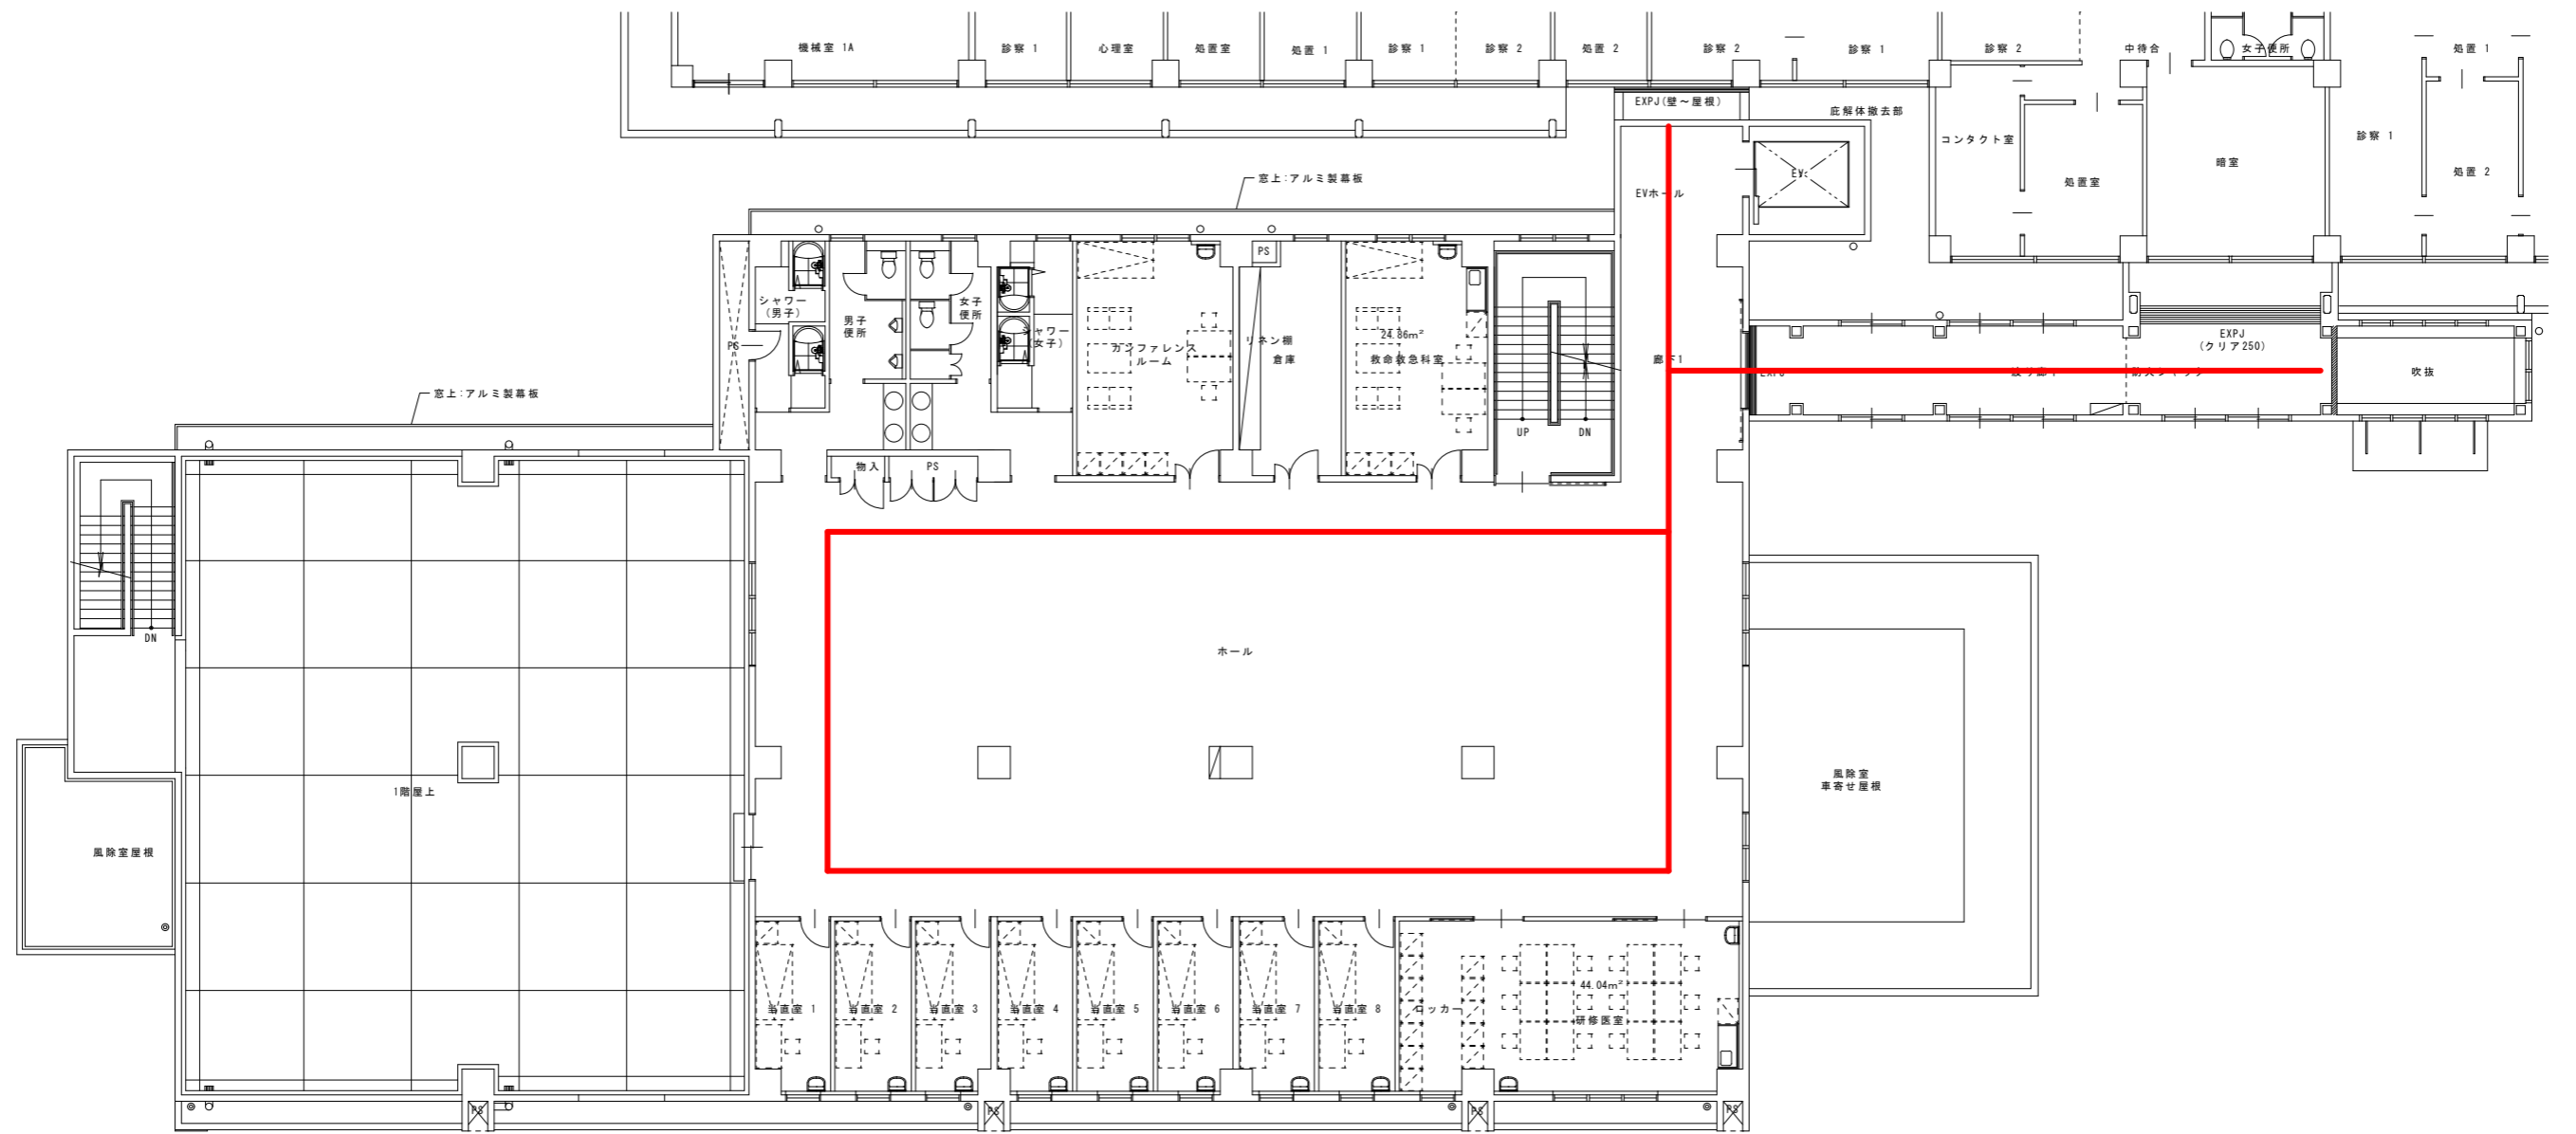 機械室 1A
診察 1
心理室
処置室
処置 1
診察 1
診察 2
処置 2
診察 2
診察 1
診察 2
中待合
女子便所
処置 1
EXPJ(壁～屋根)
庇解体撤去部
コンタクト室
処置室
暗室
診察 1
処置 2
窓上:アルミ製幕板
EVホール
PS
シャワー
(男子)
男子
便所
女子
便所
シャワー
(女子)
PS
カンファレンス
ルーム
リネン棚
倉庫
24.86m²
救命救急科室
廊下1
EXPJ
(クリア250)
吹抜
窓上:アルミ製幕板
UP
DN
物入
PS
DN
ホール
1階屋上
風除室
車寄せ屋根
風除室屋根
当直室 1
当直室 2
当直室 3
当直室 4
当直室 5
当直室 6
当直室 7
当直室 8
ロッカー
44.04m²
研修医室
PS
PS
PS
PS